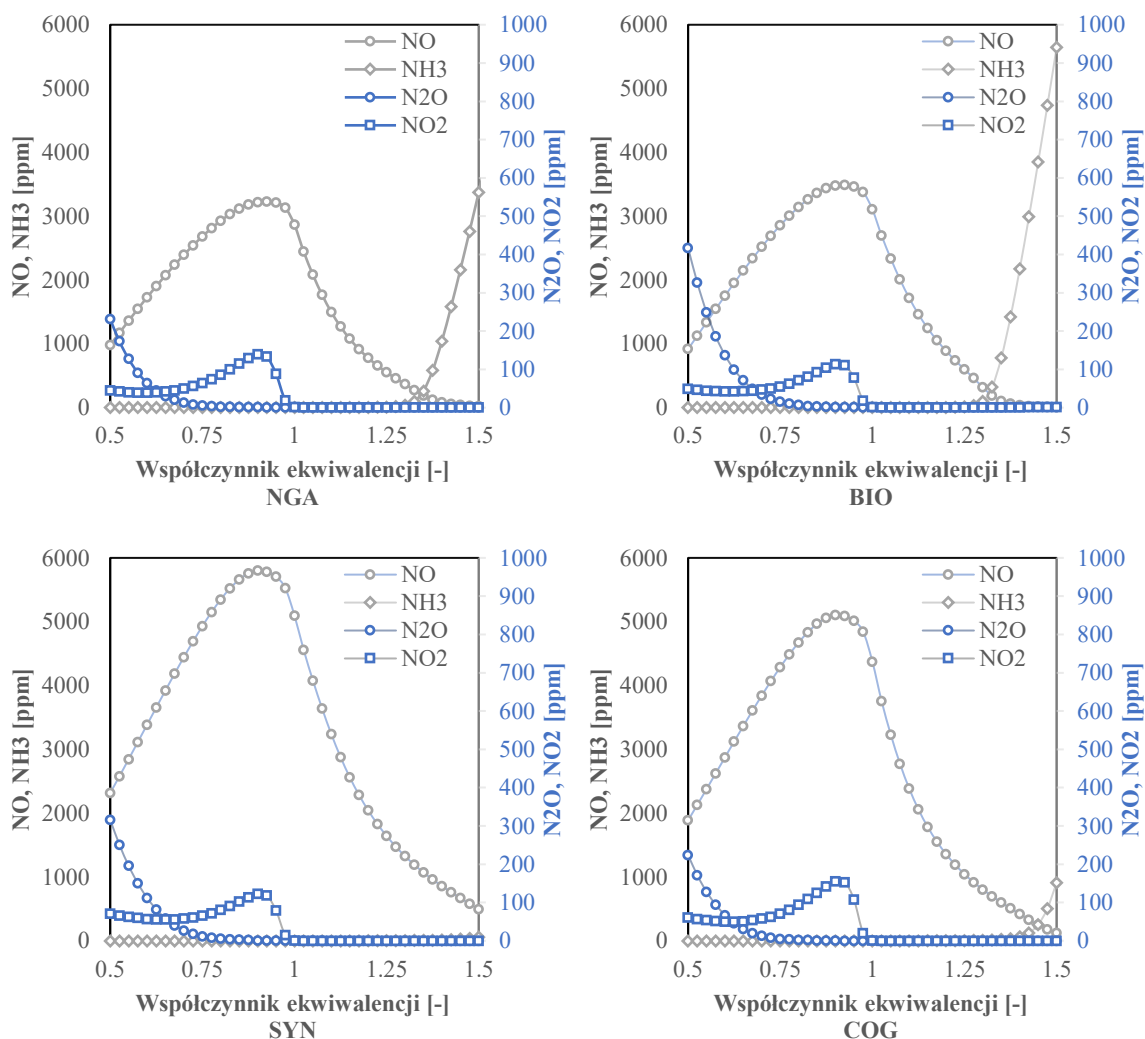 6000
5000
4000
3000
2000
1000
0
NO, NH3 [ppm]
1000
900
800
700
600
500
400
300
200
100
0
N2O, NO2 [ppm]
NO
NH3
N2O
NO2
0.5 0.75 1 1.25 1.5
Współczynnik ekwiwalencji [-]
NGA
6000
5000
4000
3000
2000
1000
0
NO, NH3 [ppm]
1000
900
800
700
600
500
400
300
200
100
0
N2O, NO2 [ppm]
NO
NH3
N2O
NO2
0.5 0.75 1 1.25 1.5
Współczynnik ekwiwalencji [-]
BIO
6000
5000
4000
3000
2000
1000
0
NO, NH3 [ppm]
1000
900
800
700
600
500
400
300
200
100
0
N2O, NO2 [ppm]
NO
NH3
N2O
NO2
0.5 0.75 1 1.25 1.5
Współczynnik ekwiwalencji [-]
SYN
6000
5000
4000
3000
2000
1000
0
NO, NH3 [ppm]
1000
900
800
700
600
500
400
300
200
100
0
N2O, NO2 [ppm]
NO
NH3
N2O
NO2
0.5 0.75 1 1.25 1.5
Współczynnik ekwiwalencji [-]
COG